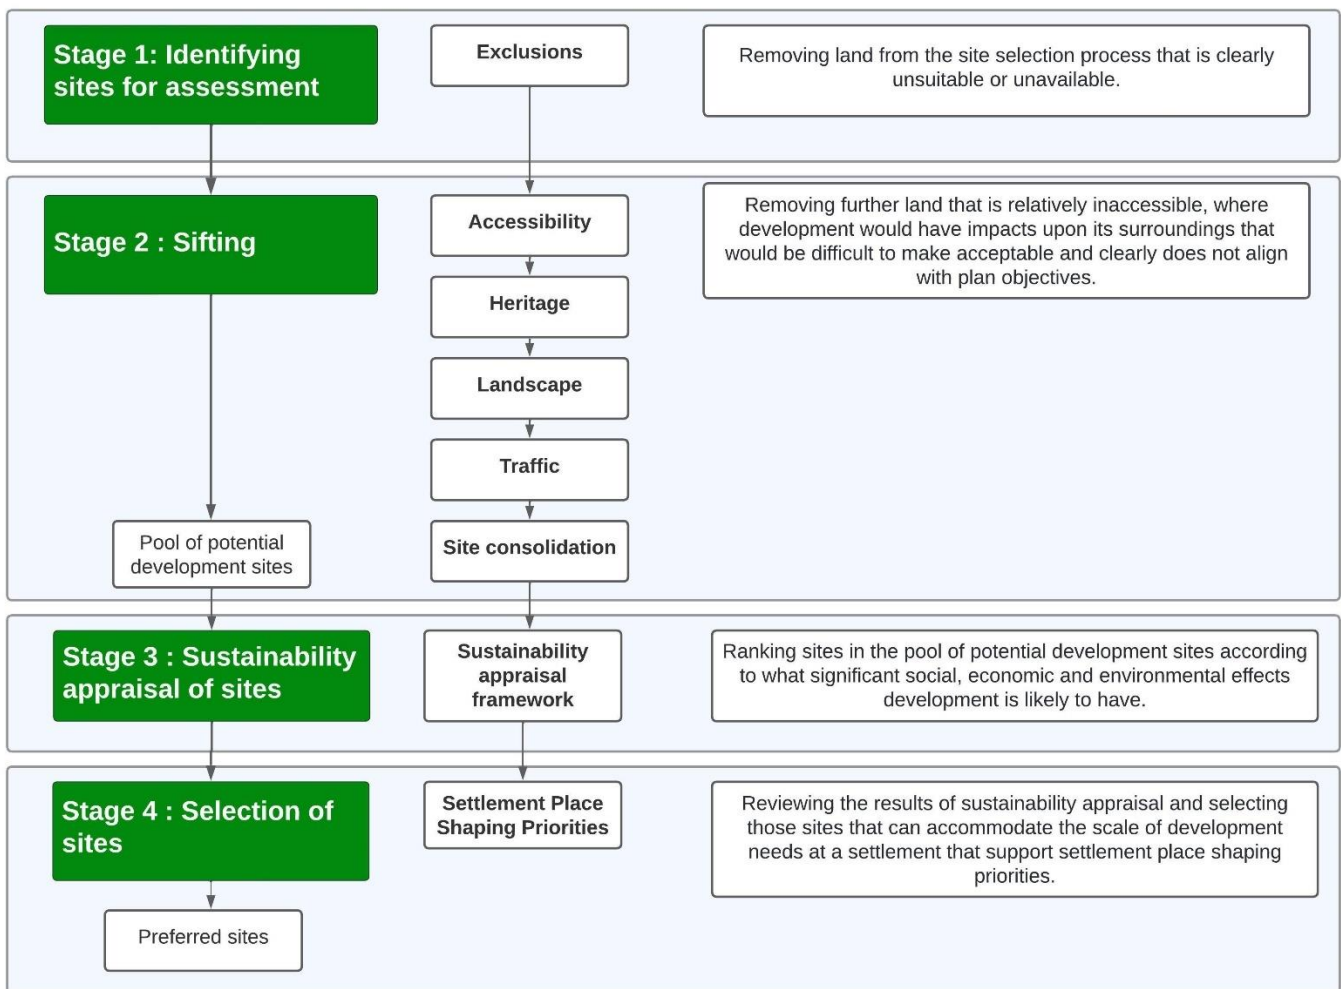 Stage 1: Identifying
sites for assessment
Exclusions
Removing land from the site selection process that is clearly
unsuitable or unavailable.
Stage 2 : Sifting
Accessibility
Heritage
Landscape
Traffic
Site consolidation
Removing further land that is relatively inaccessible, where
development would have impacts upon its surroundings that
would be difficult to make acceptable and clearly does not align
with plan objectives.
Pool of potential
development sites
Stage 3 : Sustainability
appraisal of sites
Sustainability
appraisal
framework
Ranking sites in the pool of potential development sites according
to what significant social, economic and environmental effects
development is likely to have.
Stage 4 : Selection of
sites
Settlement Place
Shaping Priorities
Reviewing the results of sustainability appraisal and selecting
those sites that can accommodate the scale of development
needs at a settlement that support settlement place shaping
priorities.
Preferred sites